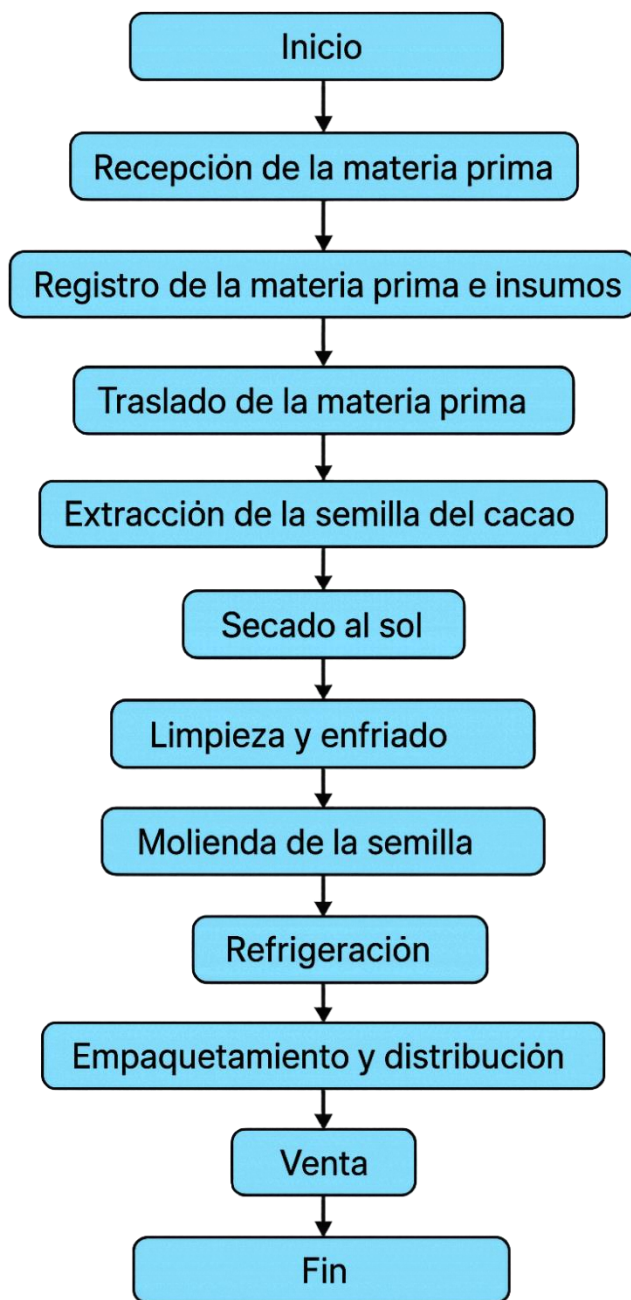 Inicio
Recepción de la materia prima
Registro de la materia prima e insumos
Traslado de la materia prima
Extracción de la semilla del cacao
Secado al sol
Limpieza y enfriado
Molienda de la semilla
Refrigeración
Empaquetamiento y distribución
Venta
Fin